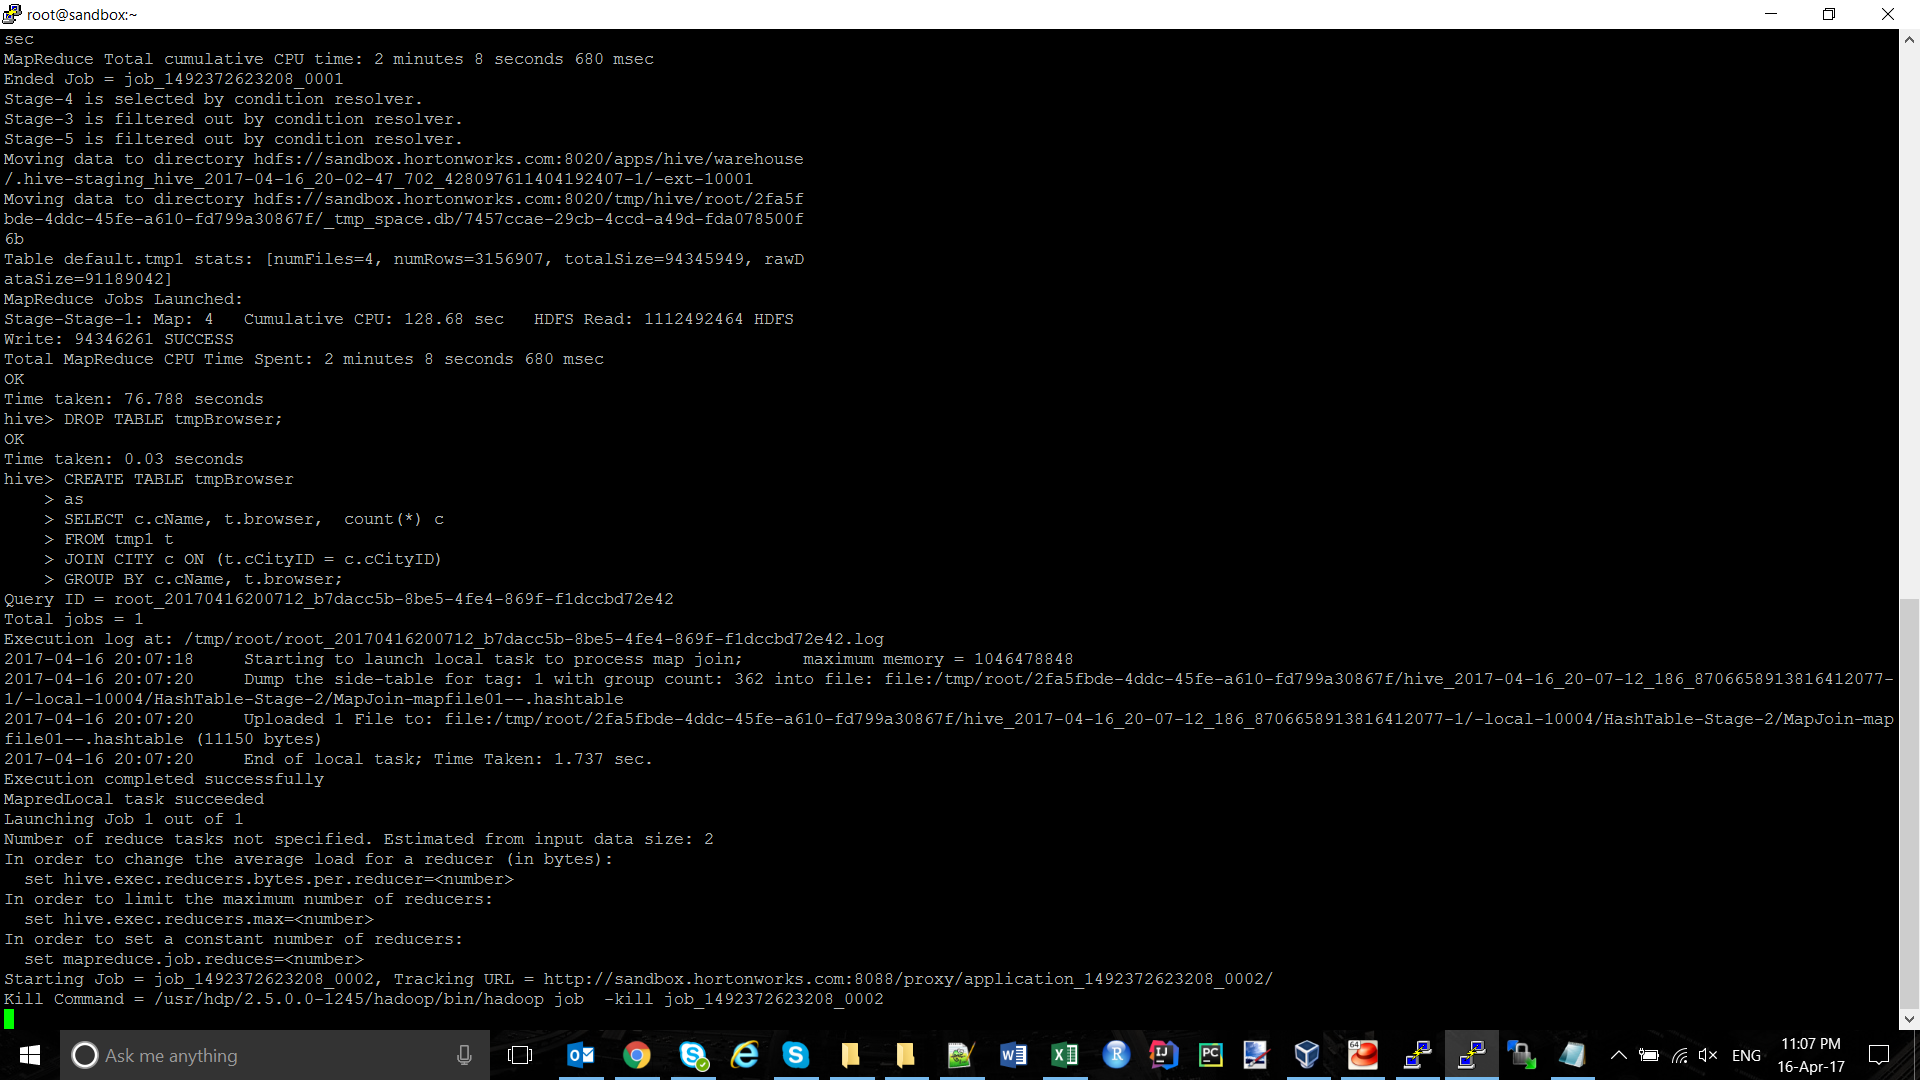 root@sandbox:~
sec
MapReduce Total cumulative CPU time: 2 minutes 8 seconds 680 msec
Ended Job = job_1492372623208_0001
Stage-4 is selected by condition resolver.
Stage-3 is filtered out by condition resolver.
Stage-5 is filtered out by condition resolver.
Moving data to directory hdfs://sandbox.hortonworks.com:8020/apps/hive/warehouse
/.hive-staging_hive_2017-04-16_20-02-47_702_428097611404192407-1/-ext-10001
Moving data to directory hdfs://sandbox.hortonworks.com:8020/tmp/hive/root/2fa5f
bde-4ddc-45fe-a610-fd799a30867f/_tmp_space.db/7457ccae-29cb-4ccd-a49d-fda078500f
6b
Table default.tmp1 stats: [numFiles=4, numRows=3156907, totalSize=94345949, rawD
ataSize=91189042]
MapReduce Jobs Launched:
Stage-Stage-1: Map: 4   Cumulative CPU: 128.68 sec   HDFS Read: 1112492464 HDFS
Write: 94346261 SUCCESS
Total MapReduce CPU Time Spent: 2 minutes 8 seconds 680 msec
OK
Time taken: 76.788 seconds
hive> DROP TABLE tmpBrowser;
OK
Time taken: 0.03 seconds
hive> CREATE TABLE tmpBrowser
    > as
    > SELECT c.cName, t.browser,  count(*) c
    > FROM tmp1 t
    > JOIN CITY c ON (t.cCityID = c.cCityID)
    > GROUP BY c.cName, t.browser;
Query ID = root_20170416200712_b7dacc5b-8be5-4fe4-869f-f1dccbd72e42
Total jobs = 1
Execution log at: /tmp/root/root_20170416200712_b7dacc5b-8be5-4fe4-869f-f1dccbd72e42.log
2017-04-16 20:07:18     Starting to launch local task to process map join;      maximum memory = 1046478848
2017-04-16 20:07:20     Dump the side-table for tag: 1 with group count: 362 into file: file:/tmp/root/2fa5fbde-4ddc-45fe-a610-fd799a30867f/hive_2017-04-16_20-07-12_186_8706658913816412077-
1/-local-10004/HashTable-Stage-2/MapJoin-mapfile01--.hashtable
2017-04-16 20:07:20     Uploaded 1 File to: file:/tmp/root/2fa5fbde-4ddc-45fe-a610-fd799a30867f/hive_2017-04-16_20-07-12_186_8706658913816412077-1/-local-10004/HashTable-Stage-2/MapJoin-map
file01--.hashtable (11150 bytes)
2017-04-16 20:07:20     End of local task; Time Taken: 1.737 sec.
Execution completed successfully
MapredLocal task succeeded
Launching Job 1 out of 1
Number of reduce tasks not specified. Estimated from input data size: 2
In order to change the average load for a reducer (in bytes):
  set hive.exec.reducers.bytes.per.reducer=<number>
In order to limit the maximum number of reducers:
  set hive.exec.reducers.max=<number>
In order to set a constant number of reducers:
  set mapreduce.job.reduces=<number>
Starting Job = job_1492372623208_0002, Tracking URL = http://sandbox.hortonworks.com:8088/proxy/application_1492372623208_0002/
Kill Command = /usr/hdp/2.5.0.0-1245/hadoop/bin/hadoop job  -kill job_1492372623208_0002
Ask me anything
ENG
11:07 PM
16-Apr-17